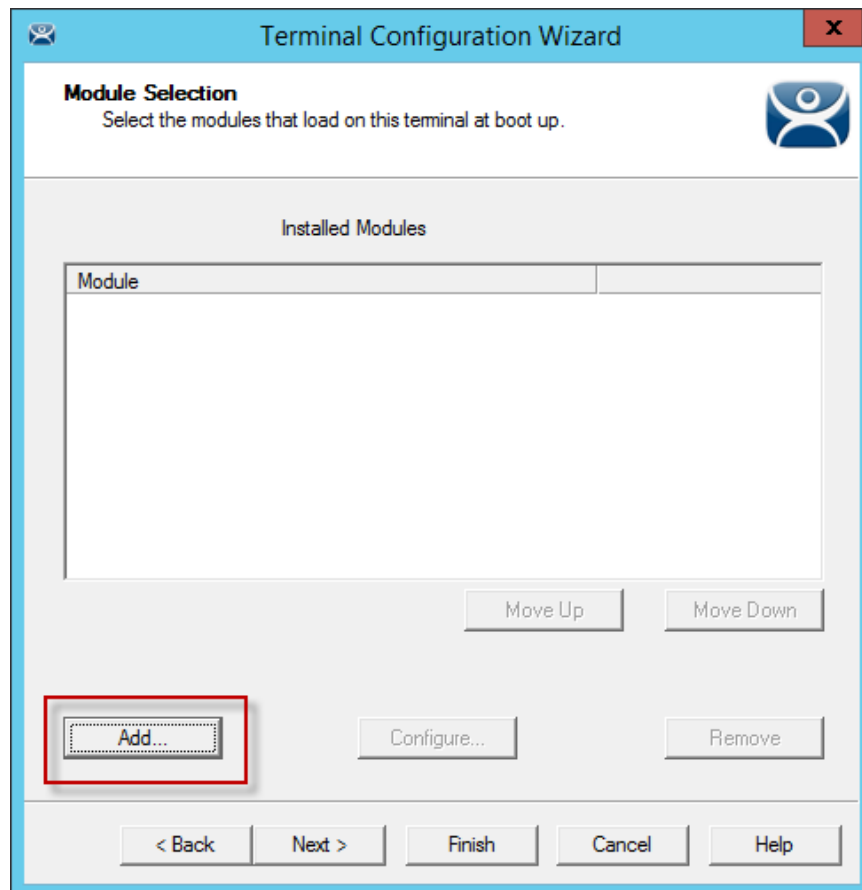 Terminal Configuration Wizard
x
Module Selection
Select the modules that load on this terminal at boot up.
Installed Modules
Module
Move Up Move Down
Add... Configure... Remove
< Back Next > Finish Cancel Help